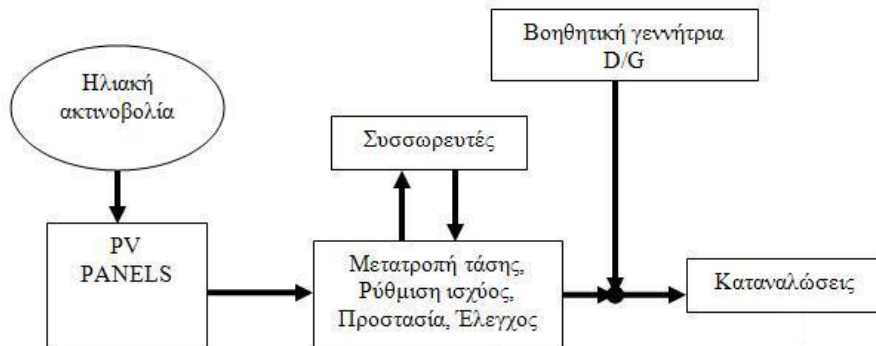 Βοηθητική γεννήτρια
D/G
Ηλιακή
ακτινοβολία
Συσσωρευτές
PV
PANELS
Μετατροπή τάσης,
Ρύθμιση ισχύος,
Προστασία, Έλεγχος
Καταναλώσεις